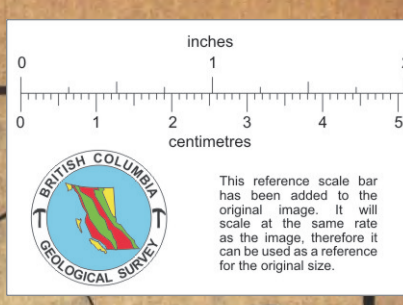 inches
0 1
0 1 2 3 4 5
centimetres
BRITISH COLUMBIA
GEOLOGICAL SURVEY
This reference scale bar
has been added to the
original image. It will
scale at the same rate
as the image, therefore it
can be used as a reference
for the original size.